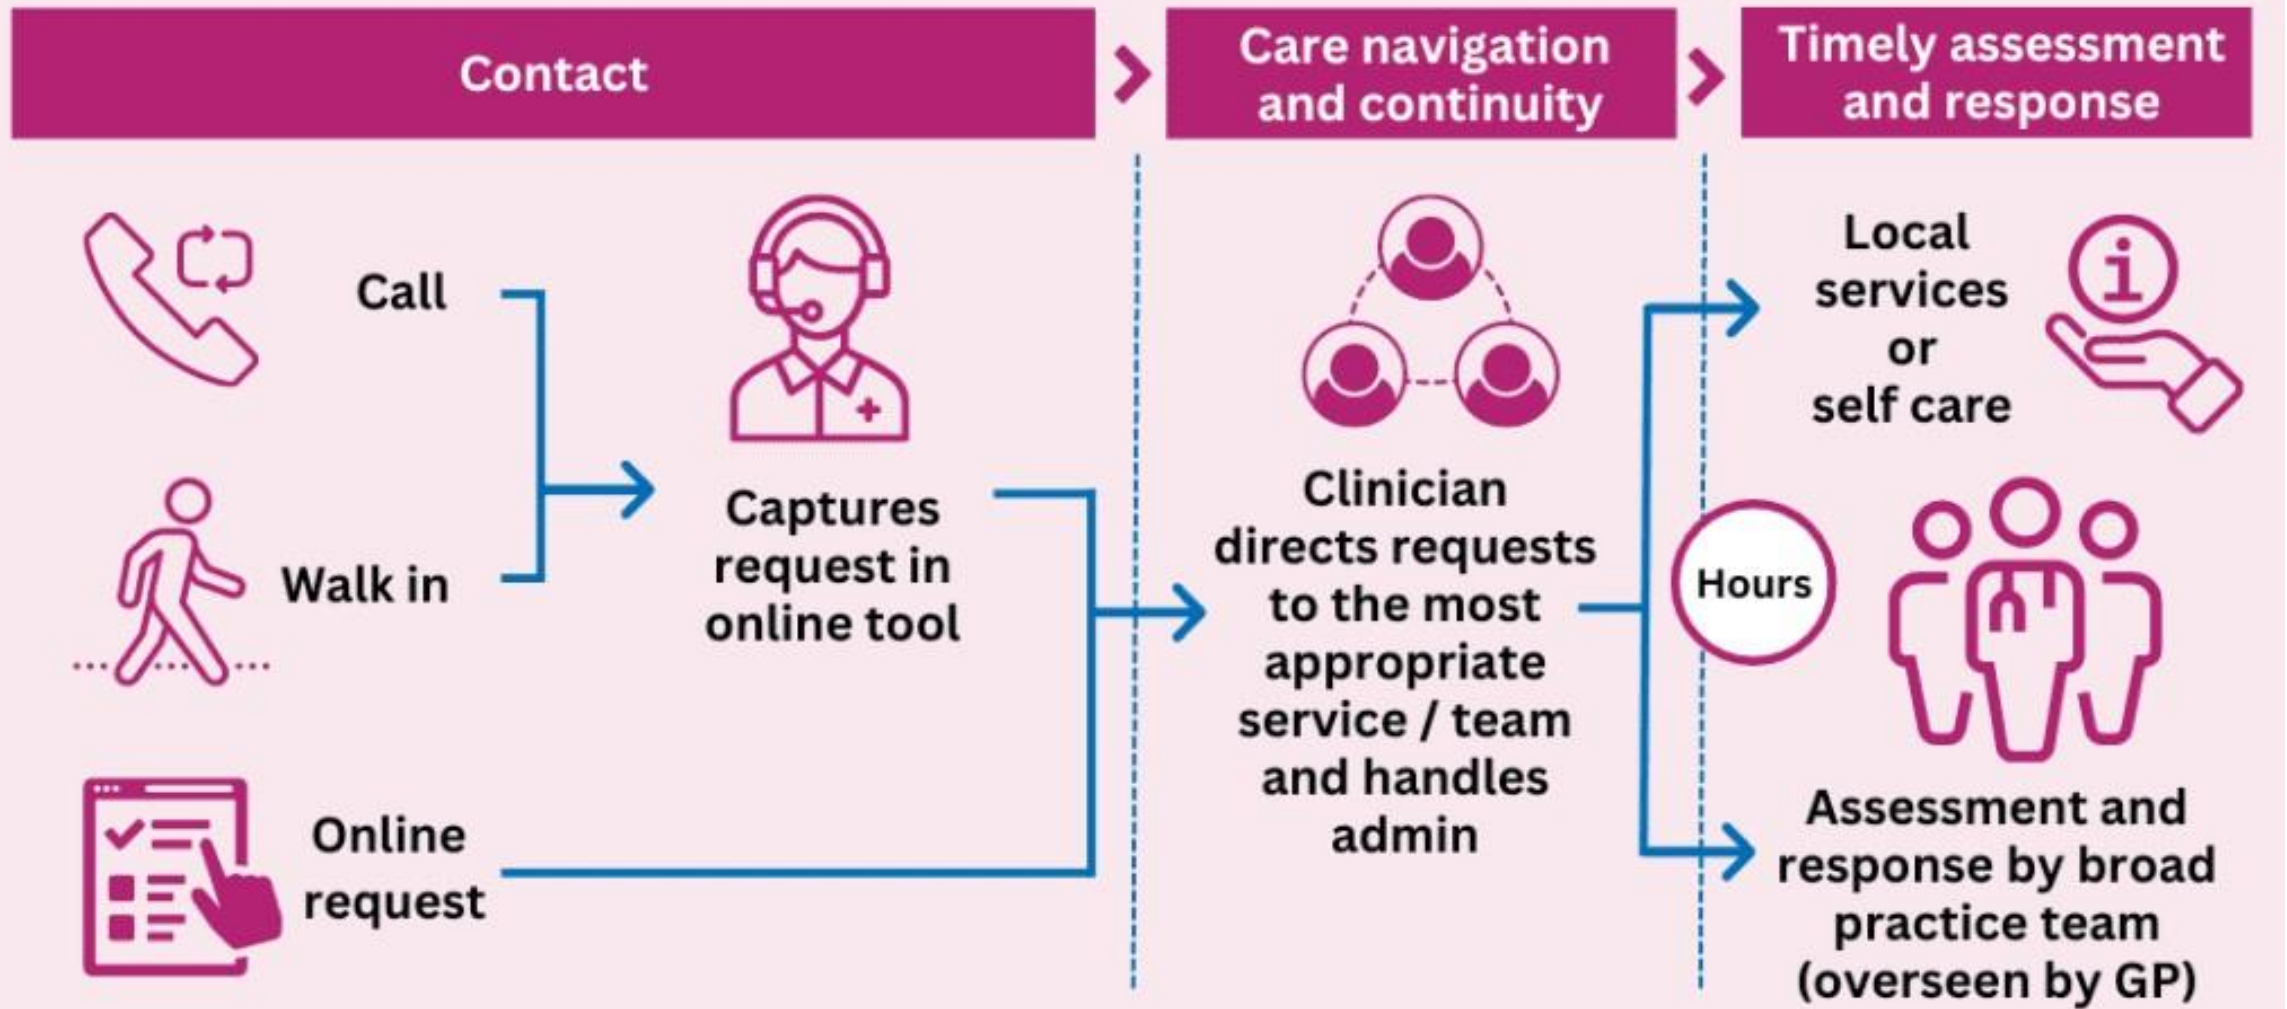 Contact
Care navigation
and continuity
Timely assessment
and response
Call
Walk in
Online
request
Captures
request in
online tool
Clinician
directs requests
to the most
appropriate
service / team
and handles
admin
Local
services
or
self care
i
Hours
Assessment and
response by broad
practice team
(overseen by GP)